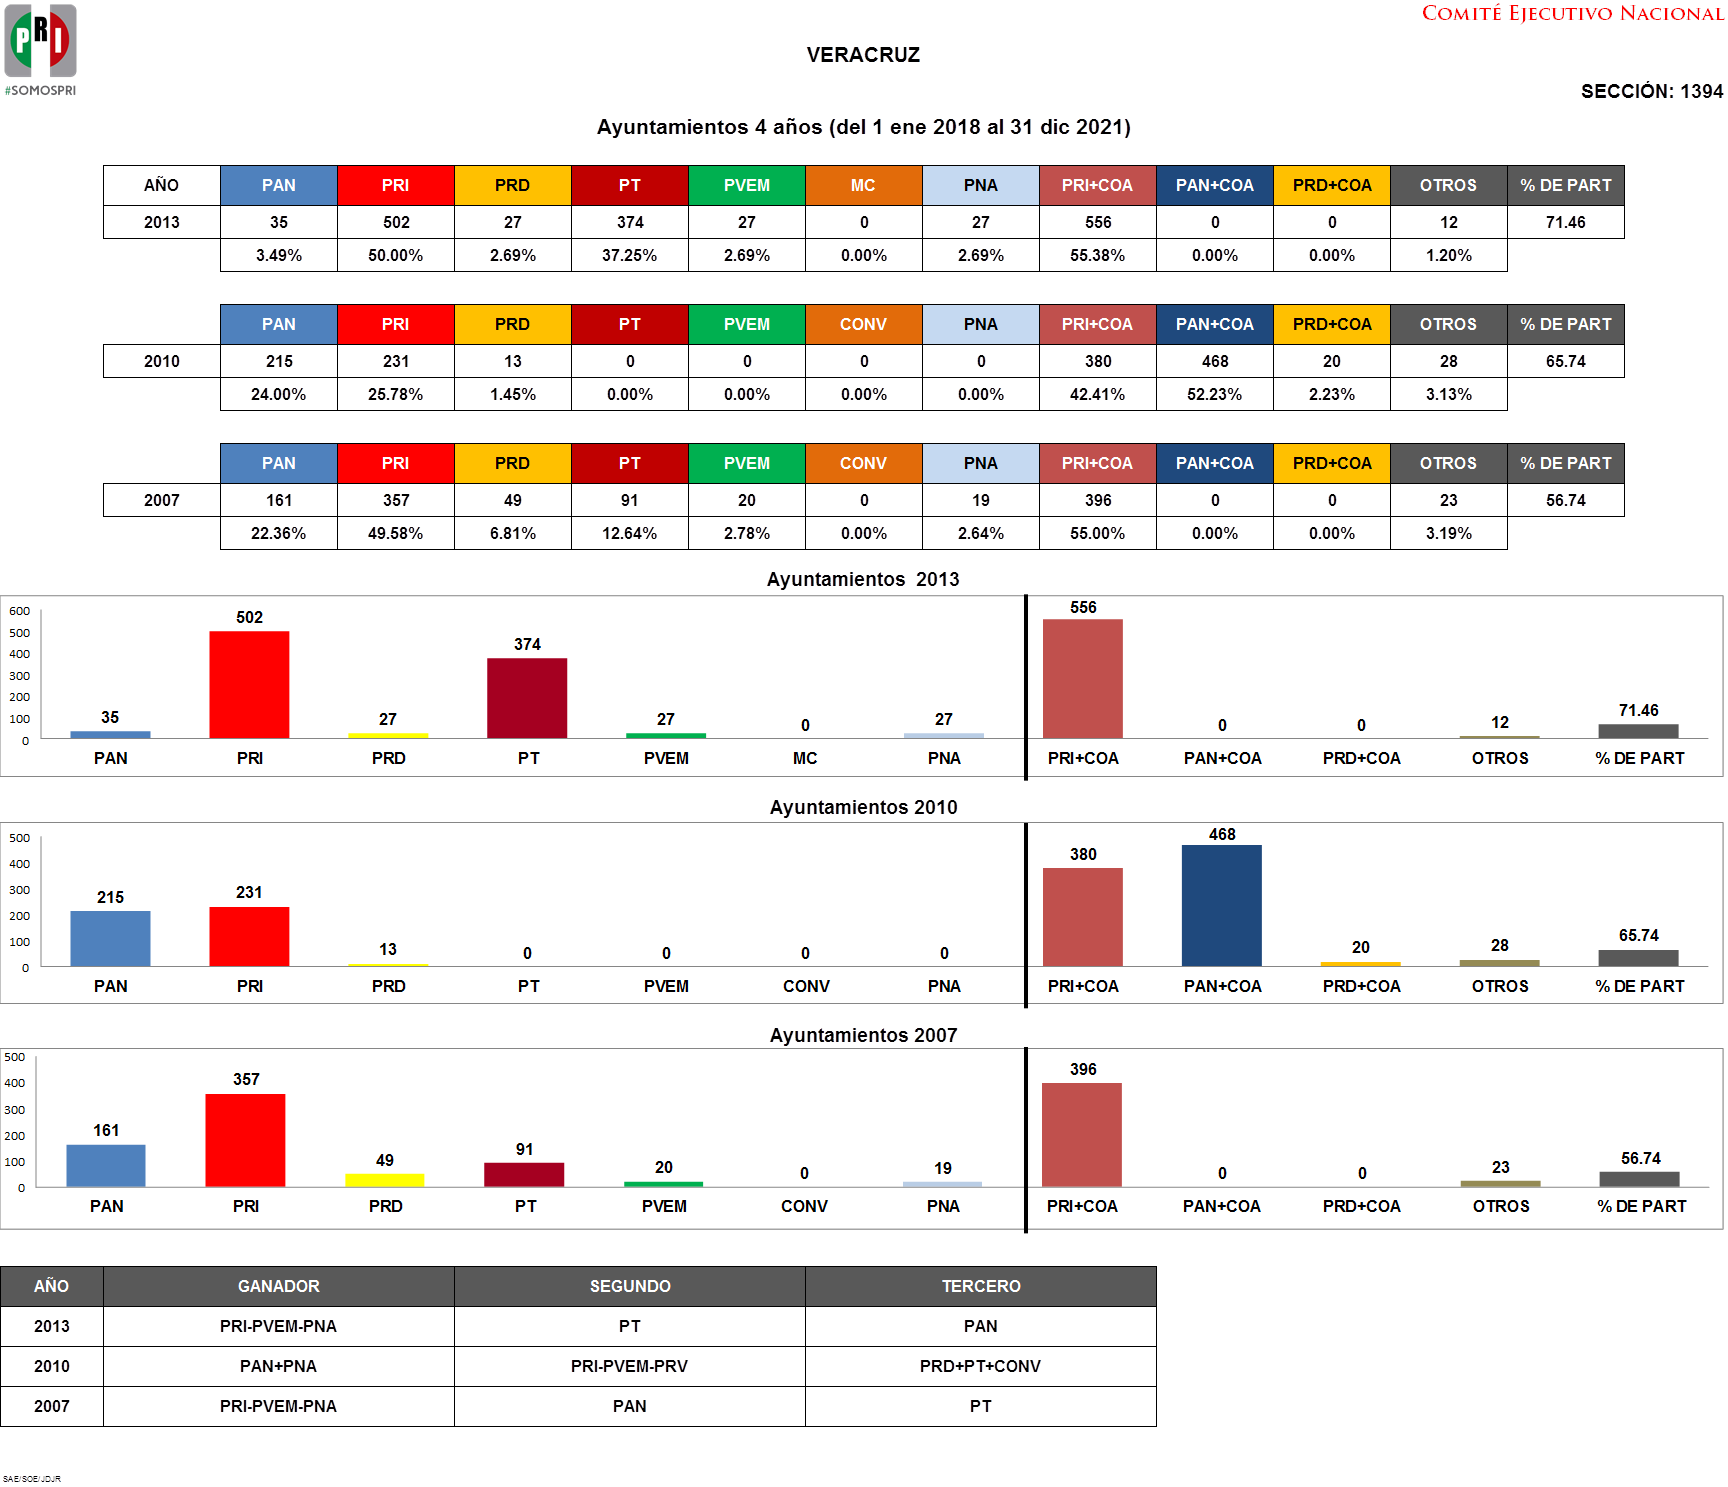 COMITÉ EJECUTIVO NACIONAL
PRI
#SOMOSPRI
VERACRUZ
SECCIÓN: 1394
Ayuntamientos 4 años (del 1 ene 2018 al 31 dic 2021)
AÑO PAN PRI PRD PT PVEM MC PNA PRI+COA PAN+COA PRD+COA OTROS % DE PART
2013 35 502 27 374 27 0 27 556 0 0 12 71.46
3.49% 50.00% 2.69% 37.25% 2.69% 0.00% 2.69% 55.38% 0.00% 0.00% 1.20%
PAN PRI PRD PT PVEM CONV PNA PRI+COA PAN+COA PRD+COA OTROS % DE PART
2010 215 231 13 0 0 0 0 380 468 20 28 65.74
24.00% 25.78% 1.45% 0.00% 0.00% 0.00% 0.00% 42.41% 52.23% 2.23% 3.13%
PAN PRI PRD PT PVEM CONV PNA PRI+COA PAN+COA PRD+COA OTROS % DE PART
2007 161 357 49 91 20 0 19 396 0 0 23 56.74
22.36% 49.58% 6.81% 12.64% 2.78% 0.00% 2.64% 55.00% 0.00% 0.00% 3.19%
Ayuntamientos 2013
600
500
400
300
200
100
0
35 502 27 374 27 0 27 556 0 0 12 71.46
PAN PRI PRD PT PVEM MC PNA PRI+COA PAN+COA PRD+COA OTROS % DE PART
Ayuntamientos 2010
500
400
300
200
100
0
215 231 13 0 0 0 0 380 468 20 28 65.74
PAN PRI PRD PT PVEM CONV PNA PRI+COA PAN+COA PRD+COA OTROS % DE PART
Ayuntamientos 2007
500
400
300
200
100
0
161 357 49 91 20 0 19 396 0 0 23 56.74
PAN PRI PRD PT PVEM CONV PNA PRI+COA PAN+COA PRD+COA OTROS % DE PART
AÑO GANADOR SEGUNDO TERCERO
2013 PRI-PVEM-PNA PT PAN
2010 PAN+PNA PRI-PVEM-PRV PRD+PT+CONV
2007 PRI-PVEM-PNA PAN PT
SAE/SOE/JDJR